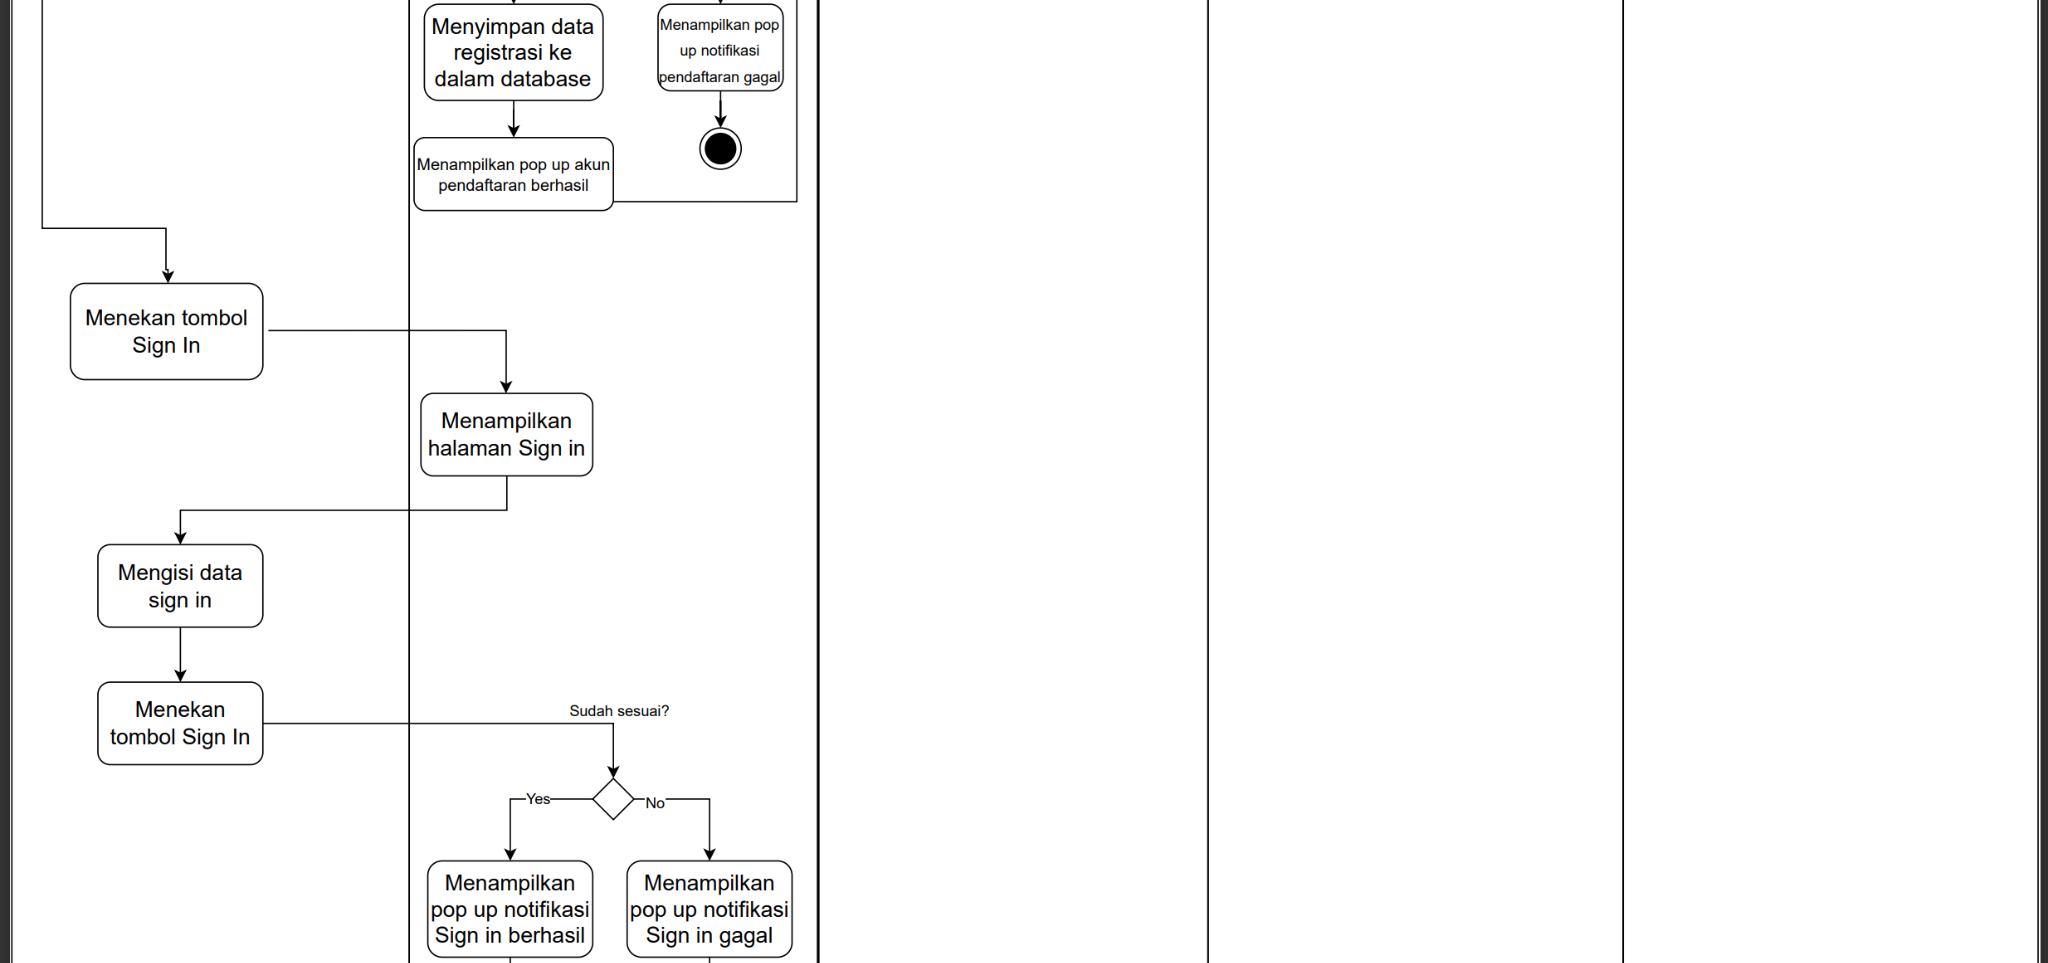 Menyimpan data
registrasi ke
dalam database
Menampilkan pop
up notifikasi
pendaftaran gagal
Menampilkan pop up akun
pendaftaran berhasil
Menekan tombol
Sign In
Menampilkan
halaman Sign in
Mengisi data
sign in
Menekan
tombol Sign In
Sudah sesuai?
Yes
No
Menampilkan
pop up notifikasi
Sign in berhasil
Menampilkan
pop up notifikasi
Sign in gagal